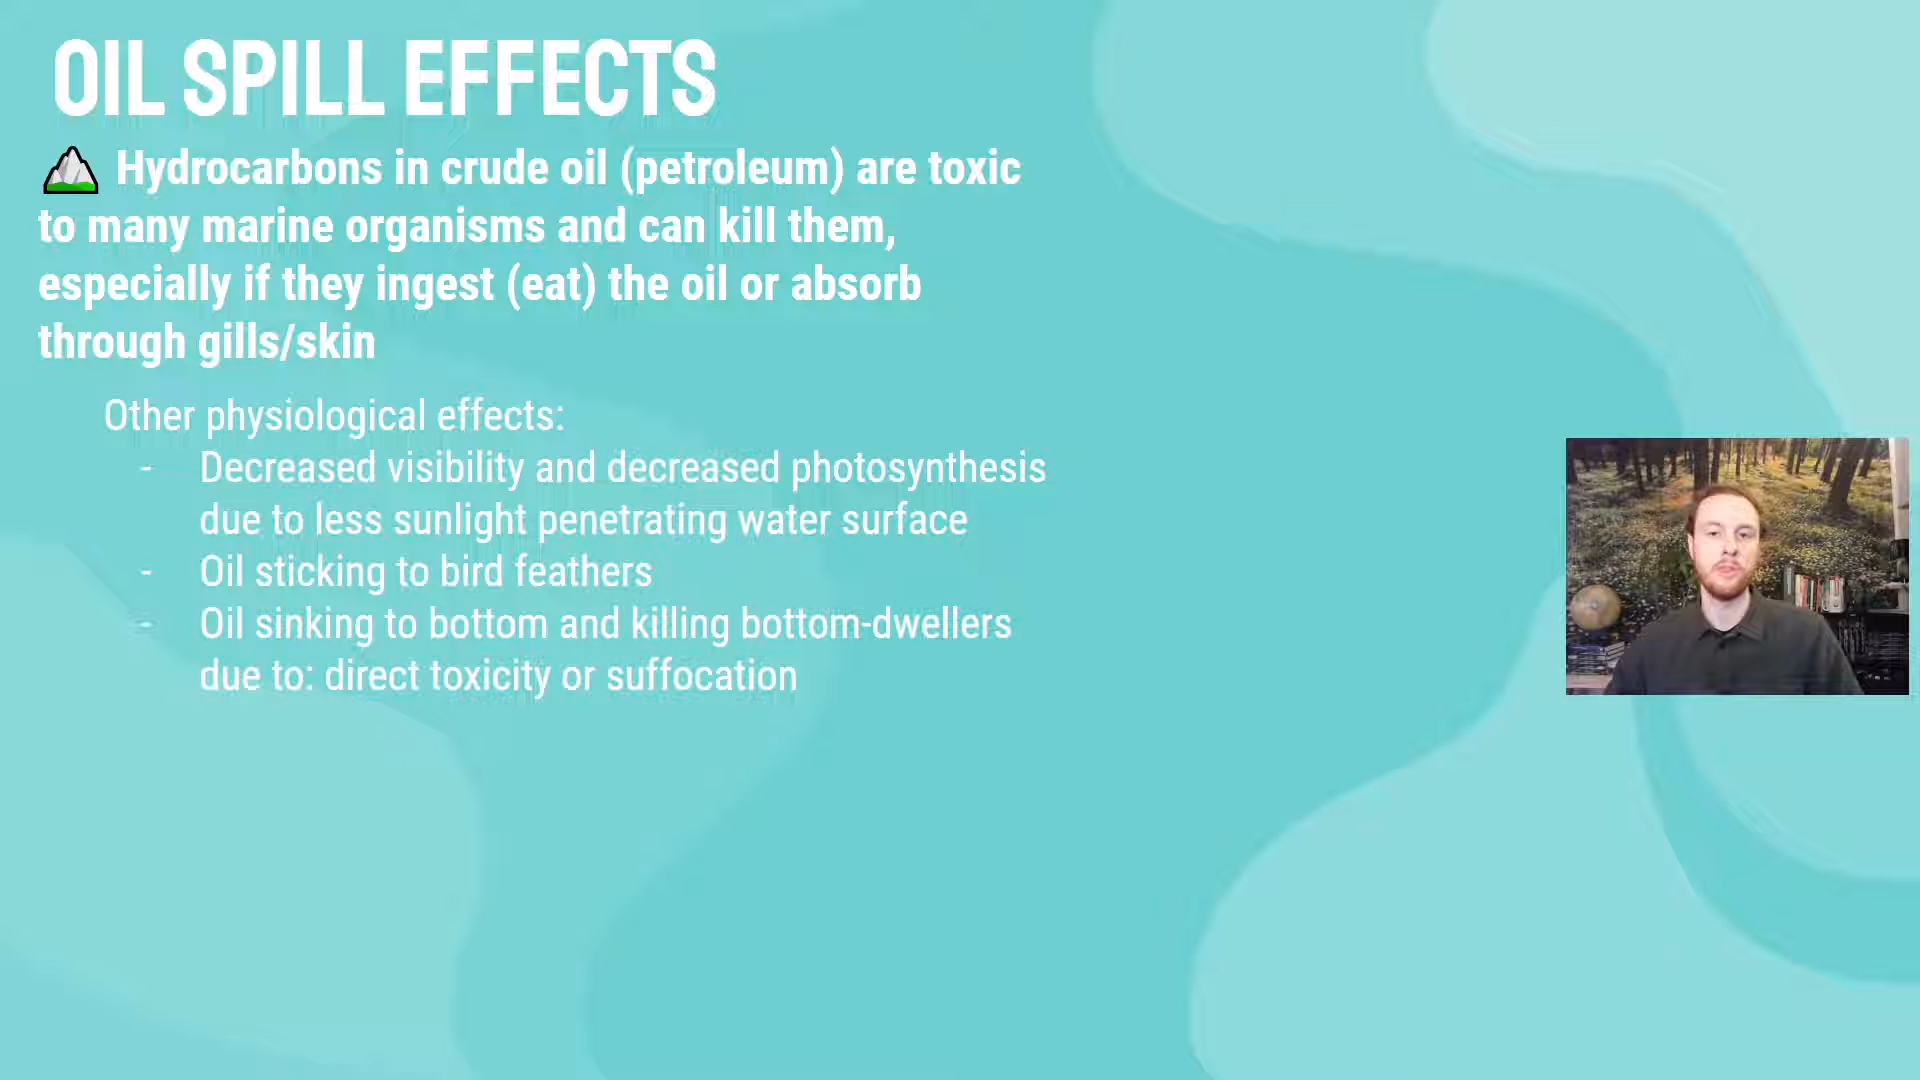 OIL SPILL EFFECTS
Hydrocarbons in crude oil (petroleum) are toxic
to many marine organisms and can kill them,
especially if they ingest (eat) the oil or absorb
through gills/skin
Other physiological effects:
- Decreased visibility and decreased photosynthesis
due to less sunlight penetrating water surface
- Oil sticking to bird feathers
- Oil sinking to bottom and killing bottom-dwellers
due to: direct toxicity or suffocation